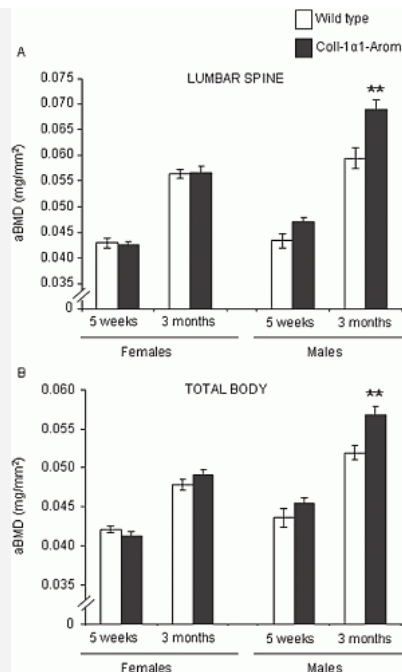 Wild type
Coll-1α1-Arom
A
LUMBAR SPINE
aBMD (mg/mm²)
0.075
0.070
0.065
0.060
0.055
0.050
0.045
0.040
0.035
0
**
5 weeks 3 months 5 weeks 3 months
Females Males
B
TOTAL BODY
aBMD (mg/mm²)
0.060
0.055
0.050
0.045
0.040
0.035
0
**
5 weeks 3 months 5 weeks 3 months
Females Males